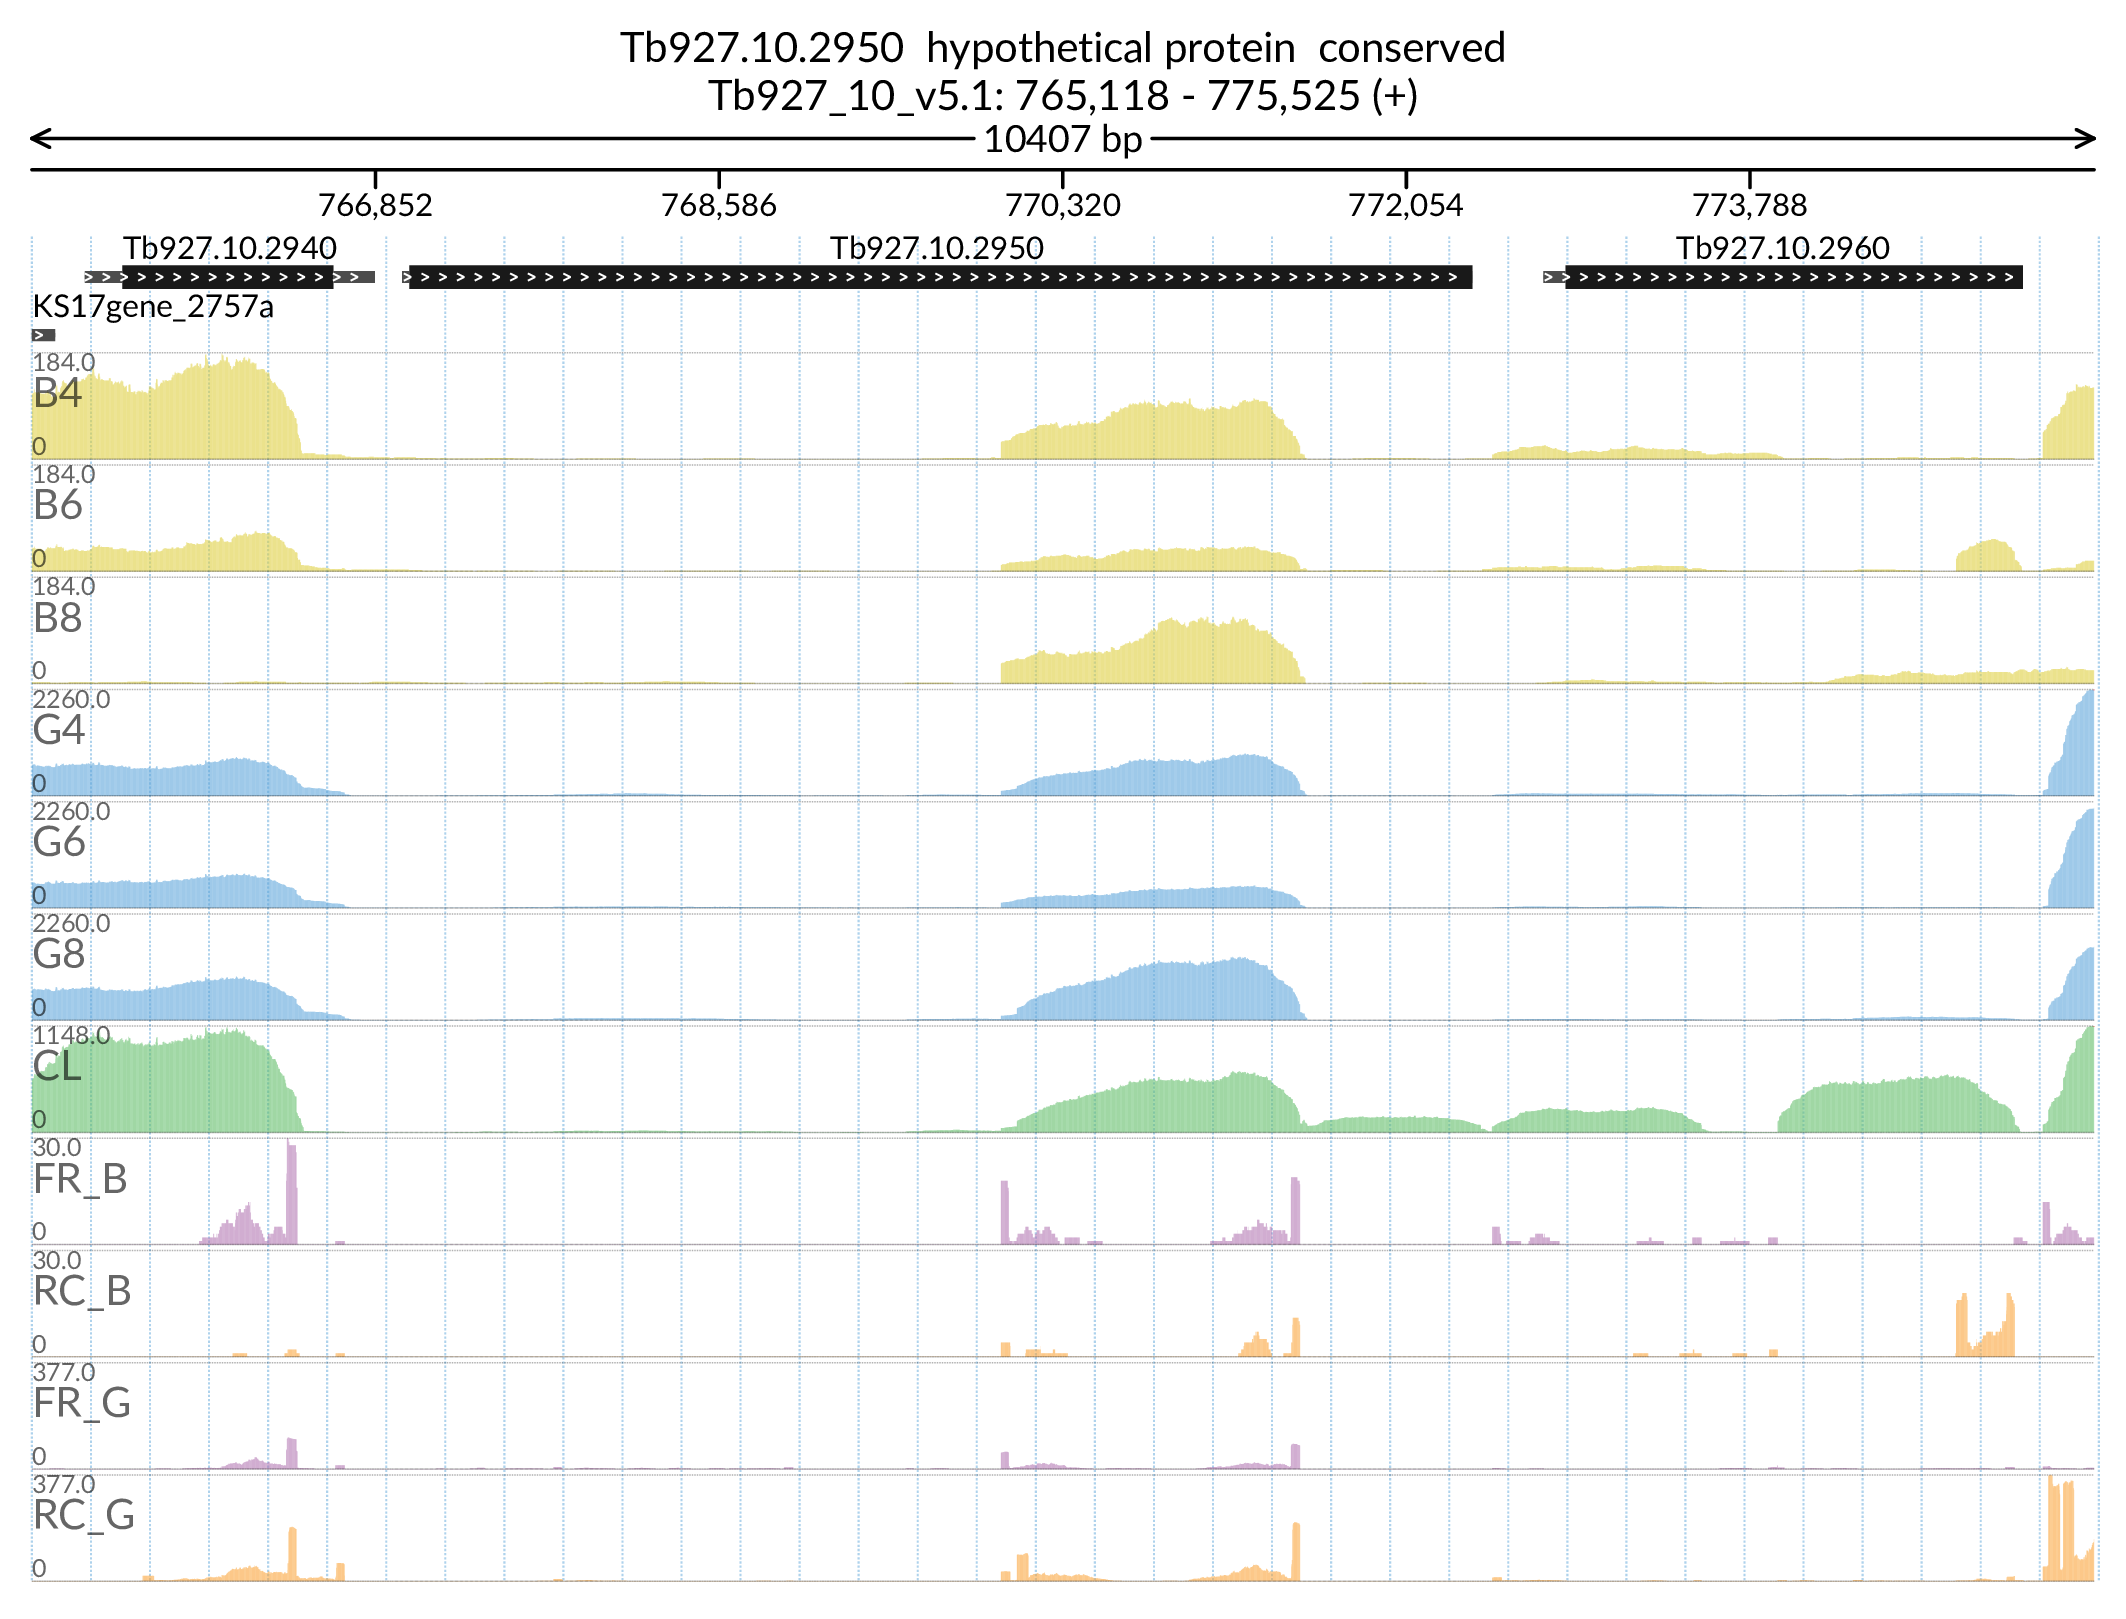 Tb927.10.2950 hypothetical protein conserved
Tb927_10_v5.1: 765,118 - 775,525 (+)
10407 bp
766,852 768,586 770,320 772,054 773,788
Tb927.10.2940 Tb927.10.2950 Tb927.10.2960
KS17gene_2757a
184.0
B4
0
184.0
B6
0
184.0
B8
0
2260.0
G4
0
2260.0
G6
0
2260.0
G8
0
1148.0
CL
0
30.0
FR_B
0
30.0
RC_B
0
377.0
FR_G
0
377.0
RC_G
0